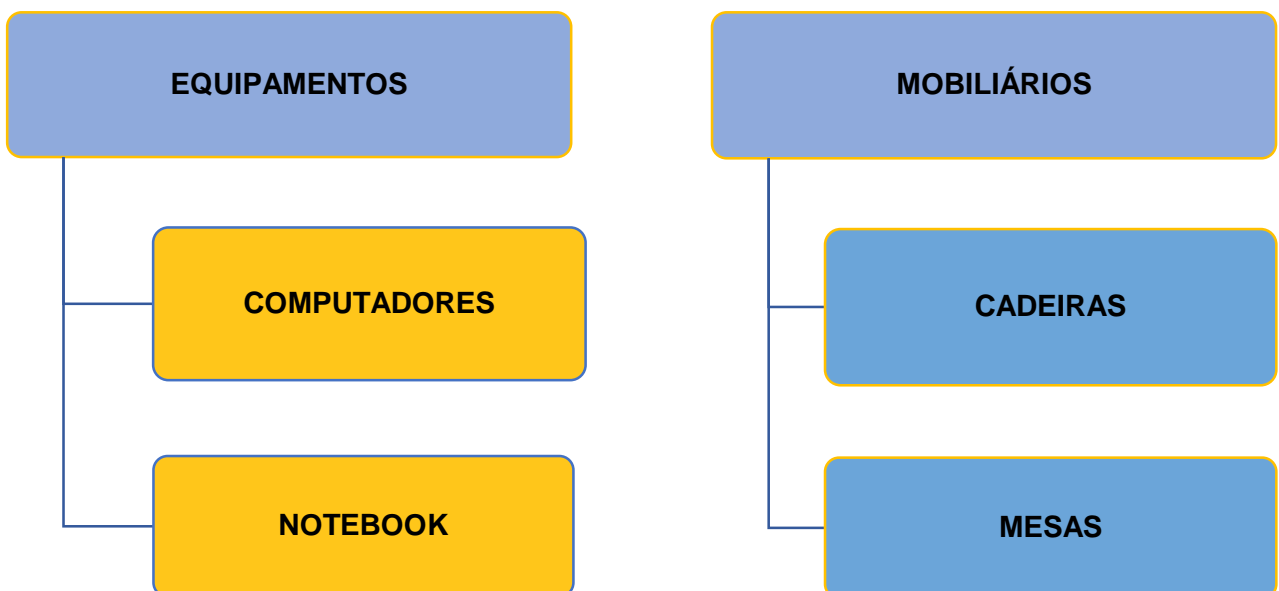 EQUIPAMENTOS
COMPUTADORES
NOTEBOOK
MOBILIÁRIOS
CADEIRAS
MESAS